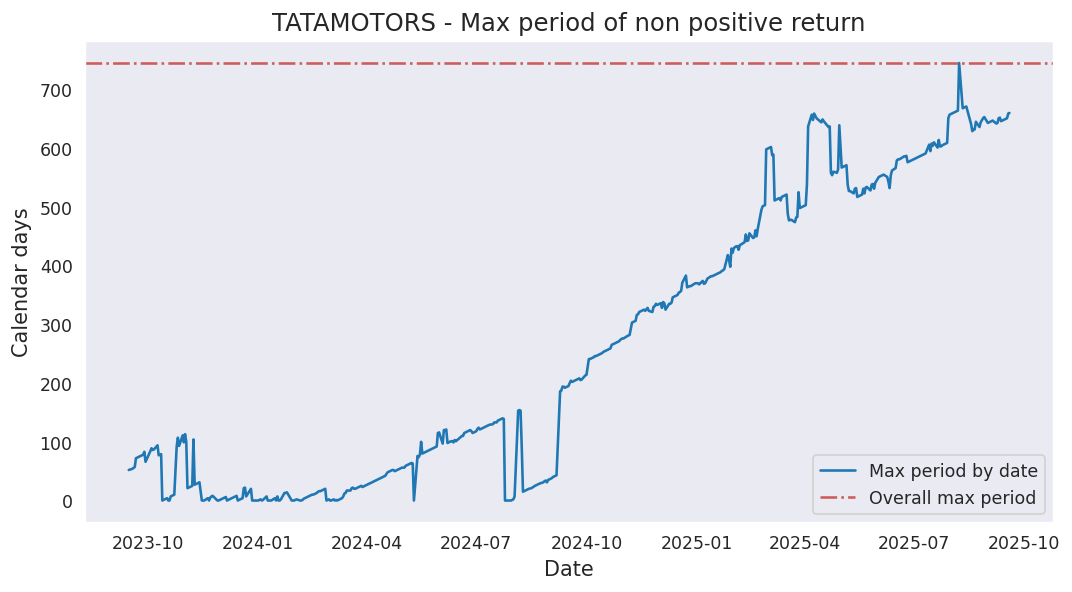 TATAMOTORS - Max period of non positive return
Calendar days
700
600
500
400
300
200
100
0
Max period by date
Overall max period
2023-10 2024-01 2024-04 2024-07 2024-10 2025-01 2025-04 2025-07 2025-10
Date